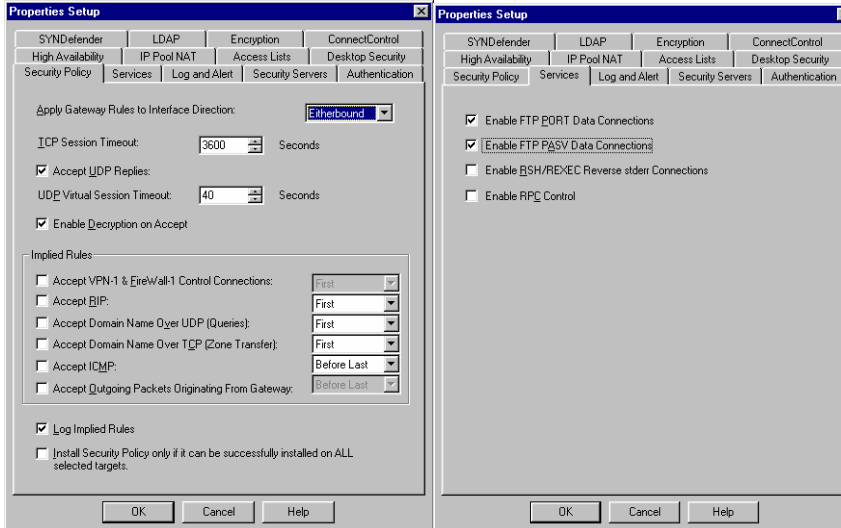 Properties Setup
SYNDefender LDAP Encryption ConnectControl
High Availability IP Pool NAT Access Lists Desktop Security
Security Policy Services Log and Alert Security Servers Authentication
Apply Gateway Rules to Interface Direction: Eitherbound
TCP Session Timeout: 3600 Seconds
Accept UDP Replies:
UDP Virtual Session Timeout: 40 Seconds
Enable Decryption on Accept
Implied Rules
Accept VPN-1 & FireWall-1 Control Connections: First
Accept RIP: First
Accept Domain Name Over UDP (Queries): First
Accept Domain Name Over TCP (Zone Transfer): First
Accept ICMP: Before Last
Accept Outgoing Packets Originating From Gateway: Before Last
Log Implied Rules
Install Security Policy only if it can be successfully installed on ALL
selected targets.
OK Cancel Help
Properties Setup
SYNDefender LDAP Encryption ConnectControl
High Availability IP Pool NAT Access Lists Desktop Security
Security Policy Services Log and Alert Security Servers Authentication
Enable FTP PORT Data Connections
Enable FTP PASV Data Connections
Enable RSH/REXEC Reverse stderr Connections
Enable RPC Control
OK Cancel Help